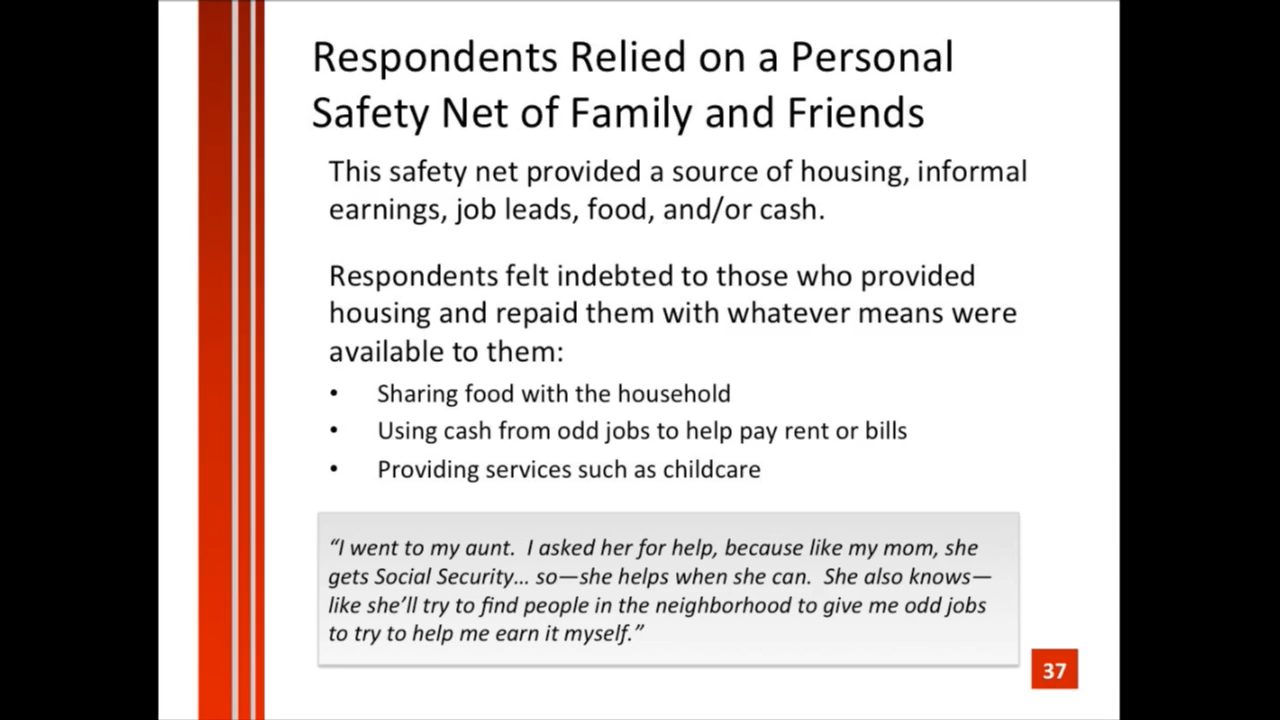 Respondents Relied on a Personal
Safety Net of Family and Friends
This safety net provided a source of housing, informal
earnings, job leads, food, and/or cash.
Respondents felt indebted to those who provided
housing and repaid them with whatever means were
available to them:
• Sharing food with the household
• Using cash from odd jobs to help pay rent or bills
• Providing services such as childcare
“I went to my aunt.  I asked her for help, because like my mom, she
gets Social Security… so—she helps when she can.  She also knows—
like she’ll try to find people in the neighborhood to give me odd jobs
to try to help me earn it myself.”
37